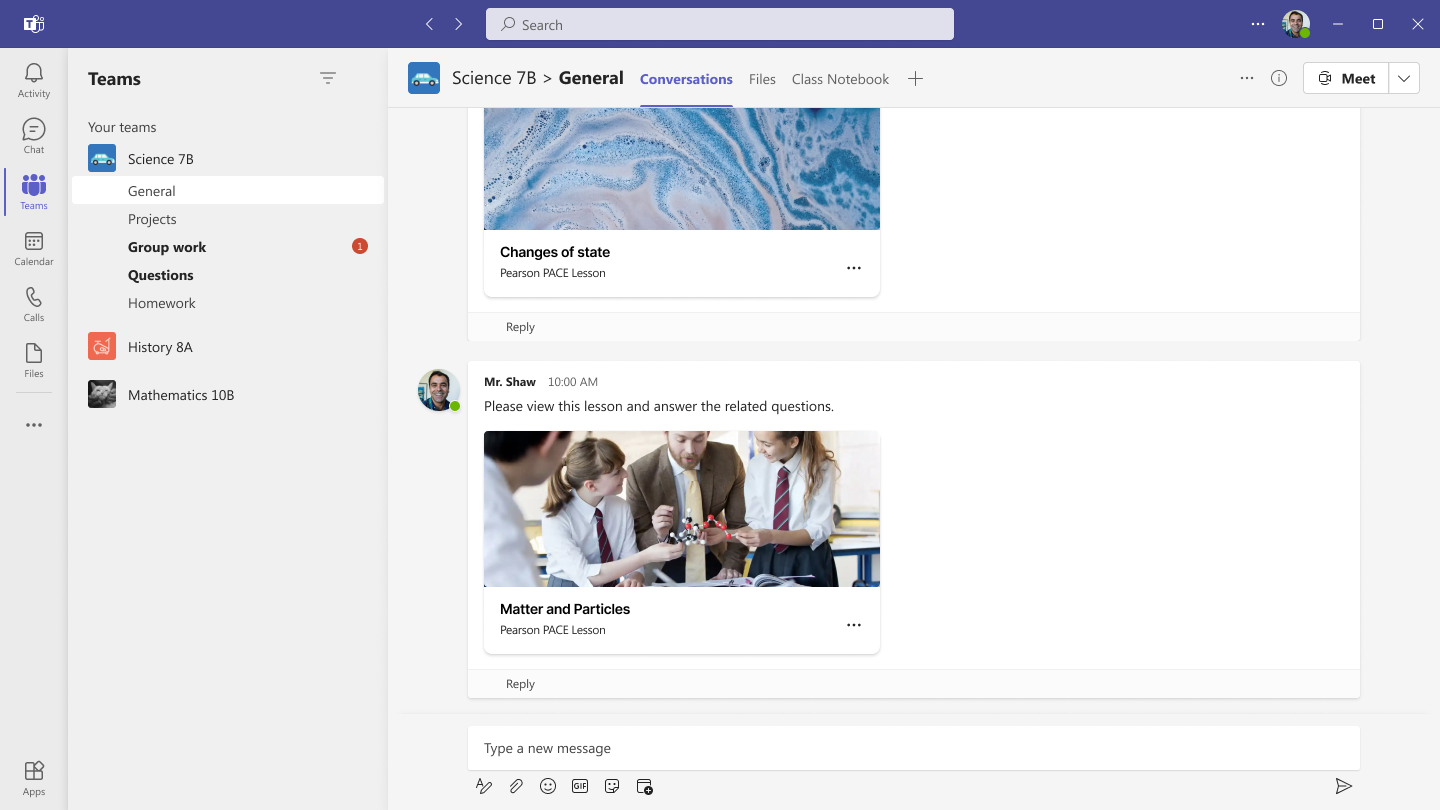 Search
Activity
Chat
Teams
Calendar
Calls
Files
Apps
Teams
Your teams
Science 7B
General
Projects
Group work 1
Questions
Homework
History 8A
Mathematics 10B
Science 7B > General Conversations Files Class Notebook
Meet
Changes of state
Pearson PACE Lesson
Reply
Mr. Shaw 10:00 AM
Please view this lesson and answer the related questions.
Matter and Particles
Pearson PACE Lesson
Reply
Type a new message
GIF